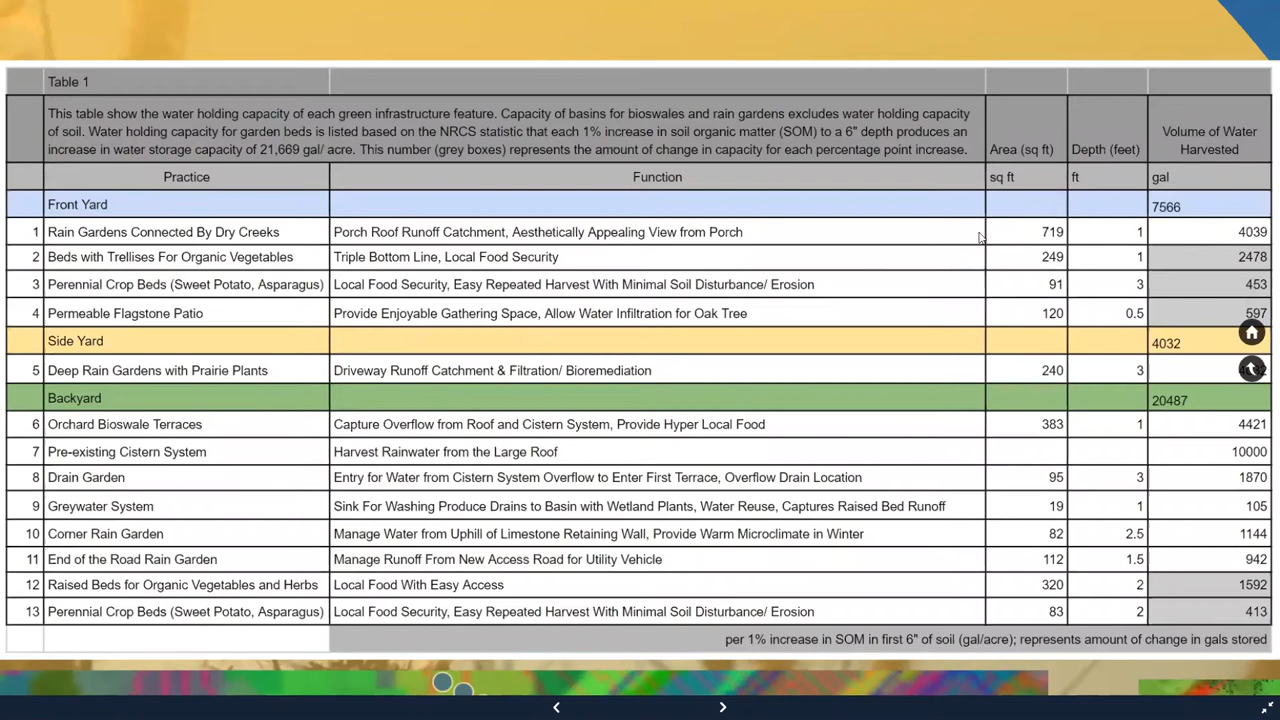 Table 1
This table show the water holding capacity of each green infrastructure feature. Capacity of basins for bioswales and rain gardens excludes water holding capacity
of soil. Water holding capacity for garden beds is listed based on the NRCS statistic that each 1% increase in soil organic matter (SOM) to a 6" depth produces an
increase in water storage capacity of 21,669 gal/ acre. This number (grey boxes) represents the amount of change in capacity for each percentage point increase. Area (sq ft) Depth (feet) Volume of Water
Harvested
Practice Function sq ft ft gal
Front Yard 7566
1 Rain Gardens Connected By Dry Creeks Porch Roof Runoff Catchment, Aesthetically Appealing View from Porch 719 1 4039
2 Beds with Trellises For Organic Vegetables Triple Bottom Line, Local Food Security 249 1 2478
3 Perennial Crop Beds (Sweet Potato, Asparagus) Local Food Security, Easy Repeated Harvest With Minimal Soil Disturbance/ Erosion 91 3 453
4 Permeable Flagstone Patio Provide Enjoyable Gathering Space, Allow Water Infiltration for Oak Tree 120 0.5 597
Side Yard 4032
5 Deep Rain Gardens with Prairie Plants Driveway Runoff Catchment & Filtration/ Bioremediation 240 3
Backyard 20487
6 Orchard Bioswale Terraces Capture Overflow from Roof and Cistern System, Provide Hyper Local Food 383 1 4421
7 Pre-existing Cistern System Harvest Rainwater from the Large Roof 10000
8 Drain Garden Entry for Water from Cistern System Overflow to Enter First Terrace, Overflow Drain Location 95 3 1870
9 Greywater System Sink For Washing Produce Drains to Basin with Wetland Plants, Water Reuse, Captures Raised Bed Runoff 19 1 105
10 Corner Rain Garden Manage Water from Uphill of Limestone Retaining Wall, Provide Warm Microclimate in Winter 82 2.5 1144
11 End of the Road Rain Garden Manage Runoff From New Access Road for Utility Vehicle 112 1.5 942
12 Raised Beds for Organic Vegetables and Herbs Local Food With Easy Access 320 2 1592
13 Perennial Crop Beds (Sweet Potato, Asparagus) Local Food Security, Easy Repeated Harvest With Minimal Soil Disturbance/ Erosion 83 2 413
per 1% increase in SOM in first 6" of soil (gal/acre); represents amount of change in gals stored